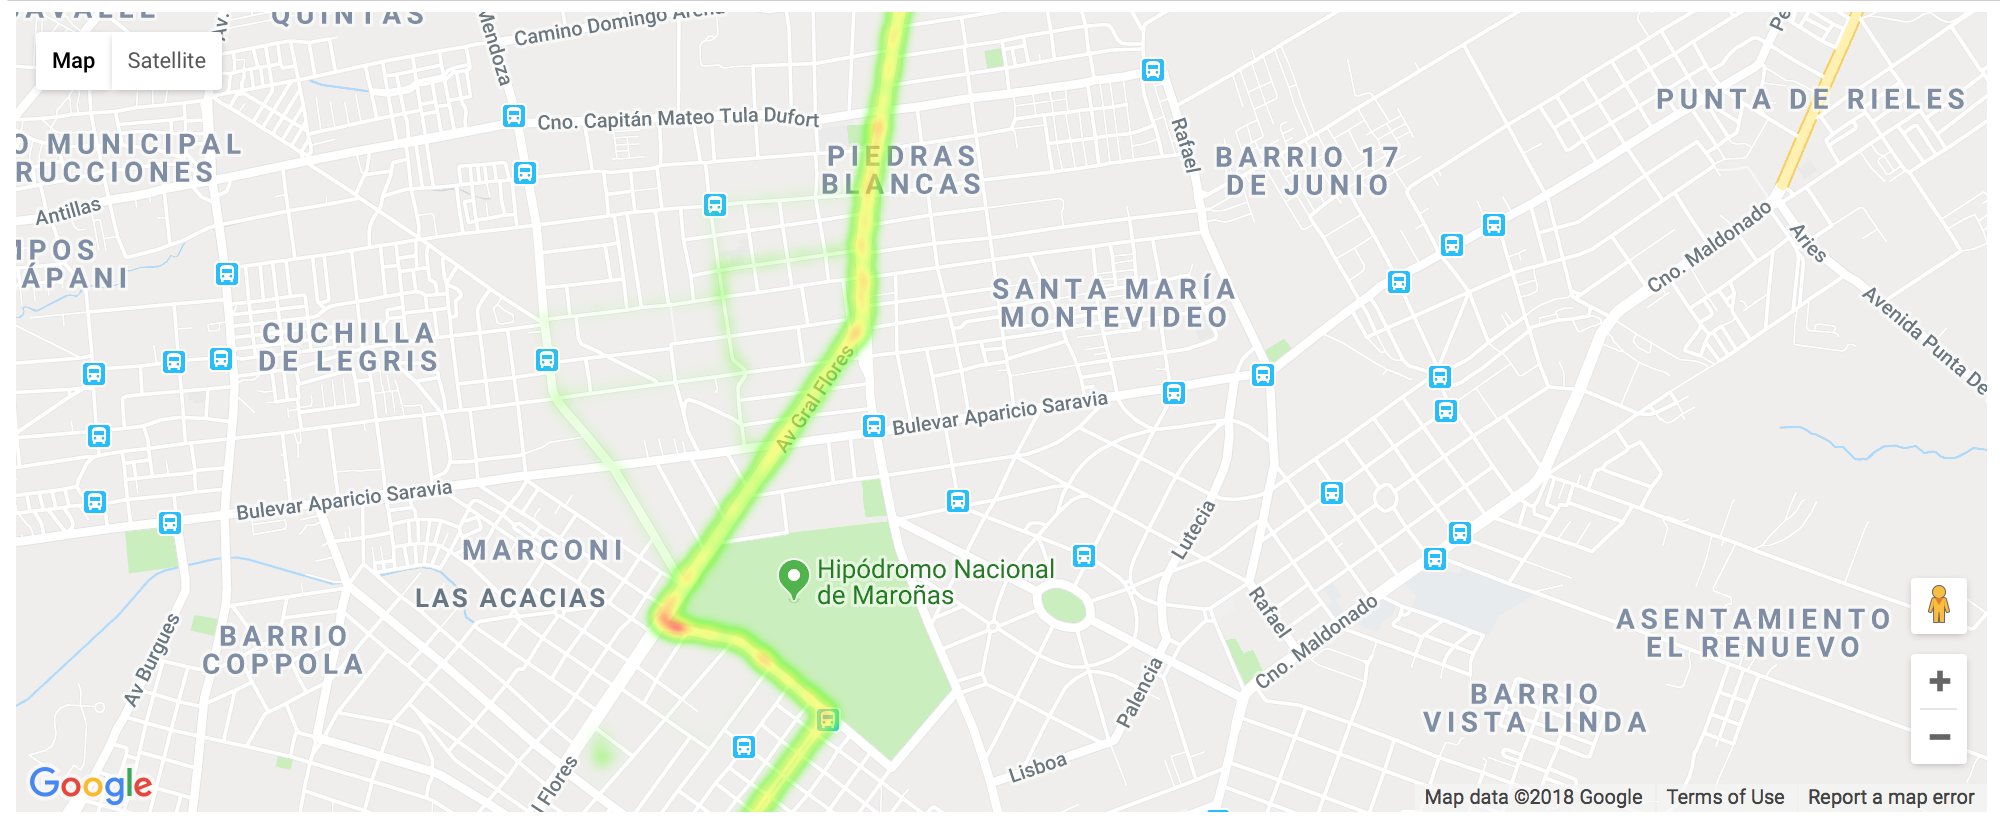 QUINTAS
Camino Domingo Arena
Mendoza
Map
Satellite
Cno. Capitán Mateo Tula Dufort
PUNTA DE RIELES
O MUNICIPAL
RUCCIONES
PIEDRAS
BLANCAS
Rafael
BARRIO 17
DE JUNIO
Antillas
MPOS
ÁPANI
Cno. Maldonado
Aries
Avenida Punta De
SANTA MARÍA
MONTEVIDEO
CUCHILLA
DE LEGRIS
Av Gral Flores
Bulevar Aparicio Saravia
Bulevar Aparicio Saravia
MARCONI
Lutecia
Hipódromo Nacional
de Maroñas
LAS ACACIAS
Rafael
Cno. Maldonado
ASENTAMIENTO
EL RENUEVO
BARRIO
COPPOLA
Av Burgues
Palencia
BARRIO
VISTA LINDA
Lisboa
l Flores
Google
Map data ©2018 Google
Terms of Use
Report a map error